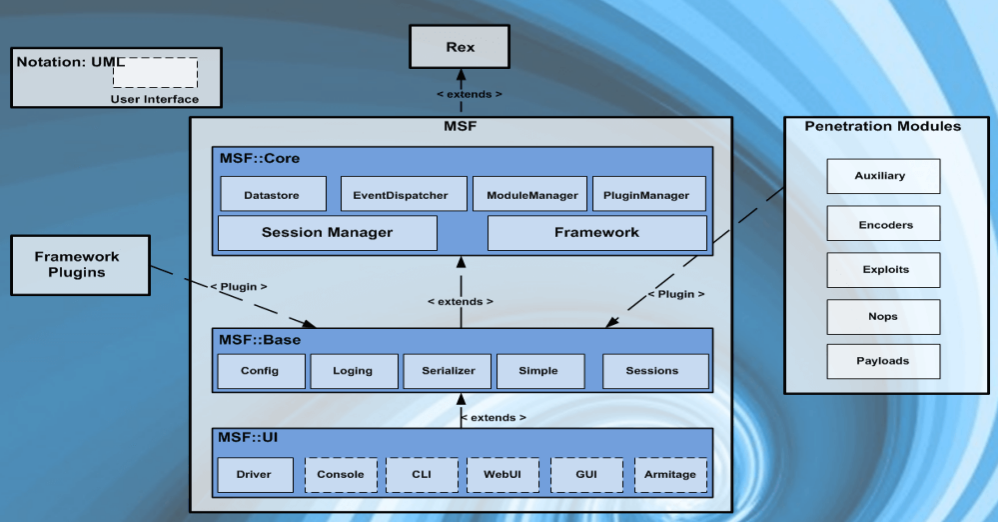 Rex
Notation: UML
User Interface
< extends >
MSF
Penetration Modules
MSF::Core
Datastore
EventDispatcher
ModuleManager
PluginManager
Session Manager
Framework
Auxiliary
Encoders
Exploits
Nops
Payloads
Framework
Plugins
< Plugin >
< extends >
< Plugin >
MSF::Base
Config
Loging
Serializer
Simple
Sessions
< extends >
MSF::UI
Driver
Console
CLI
WebUI
GUI
Armitage